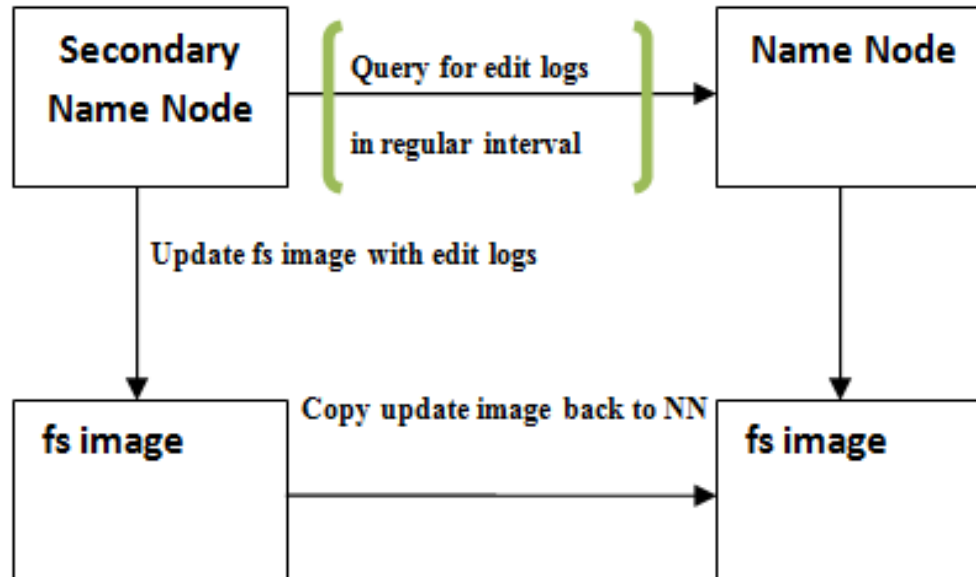 Secondary
Name Node
Query for edit logs
in regular interval
Name Node
Update fs image with edit logs
fs image
Copy update image back to NN
fs image